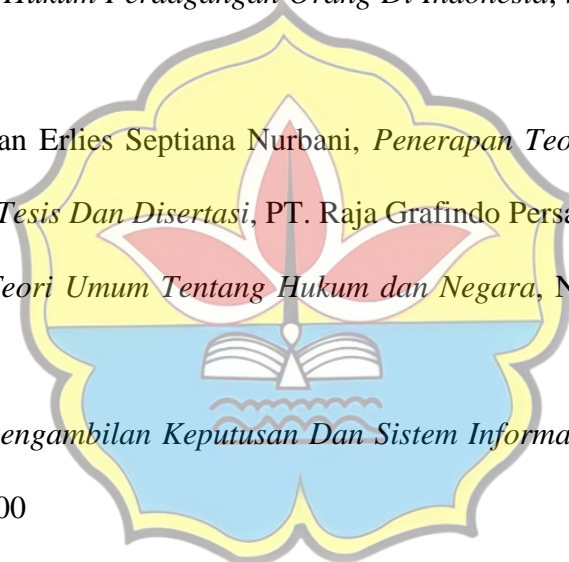 Hukum Perdagangan Orang Di Indonesia,
an Erlies Septiana Nurbani, Penerapan Teo
Tesis Dan Disertasi, PT. Raja Grafindo Persa
Teori Umum Tentang Hukum dan Negara, N
engambilan Keputusan Dan Sistem Informa
00